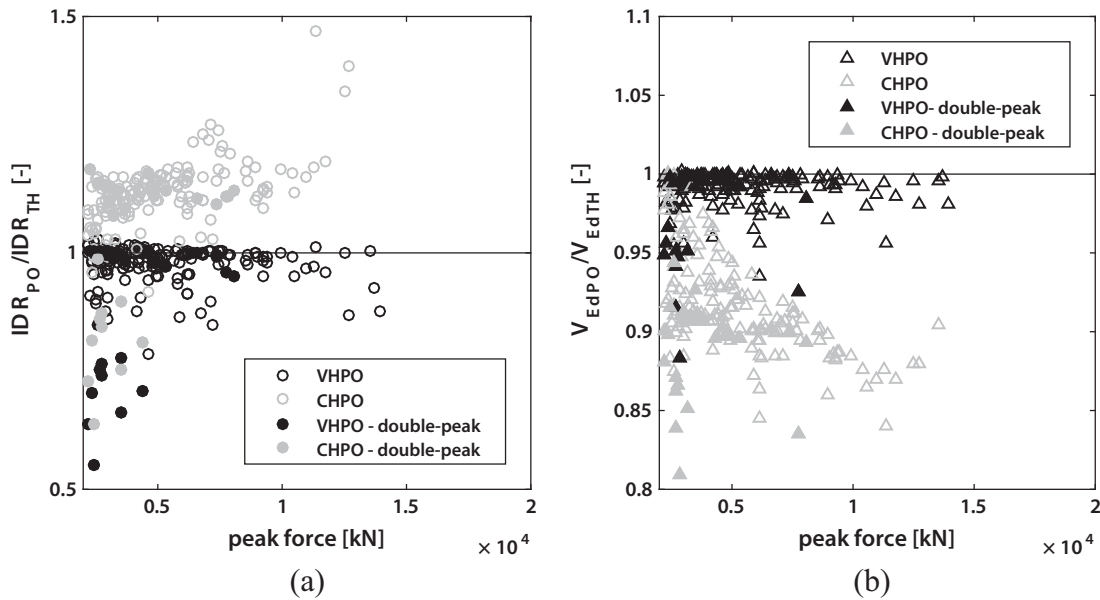 1.5
1
0.5
IDR_PO/IDR_TH [-]
VHPO
CHPO
VHPO - double-peak
CHPO - double-peak
0.5 1 1.5 2
peak force [kN]
× 10^4
(a)
1.1
1.05
1
0.95
0.9
0.85
0.8
V_EdPO/V_EdTH [-]
VHPO
CHPO
VHPO- double-peak
CHPO - double-peak
0.5 1 1.5 2
peak force [kN]
× 10^4
(b)